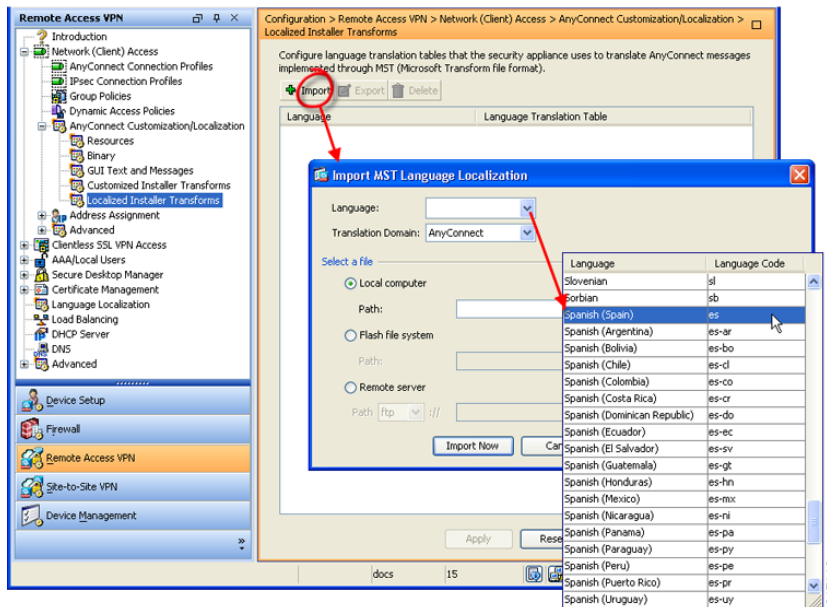 Remote Access VPN
Introduction
Network (Client) Access
AnyConnect Connection Profiles
IPsec Connection Profiles
Group Policies
Dynamic Access Policies
AnyConnect Customization/Localization
Resources
Binary
GUI Text and Messages
Customized Installer Transforms
Localized Installer Transforms
Address Assignment
Advanced
Clientless SSL VPN Access
AAA/Local Users
Secure Desktop Manager
Certificate Management
Language Localization
Load Balancing
DHCP Server
DNS
Advanced
Device Setup
Firewall
Remote Access VPN
Site-to-Site VPN
Device Management
Configuration > Remote Access VPN > Network (Client) Access > AnyConnect Customization/Localization >
Localized Installer Transforms
Configure language translation tables that the security appliance uses to translate AnyConnect messages
implemented through MST (Microsoft Transform file format).
Import Export Delete
Language Language Translation Table
Import MST Language Localization
Language:
Translation Domain: AnyConnect
Select a file
Local computer
Path:
Flash file system
Path:
Remote server
Path ftp ://
Import Now Can
Apply Rese
docs 15
Language Language Code
Slovenian sl
Sorbian sb
Spanish (Spain) es
Spanish (Argentina) es-ar
Spanish (Bolivia) es-bo
Spanish (Chile) es-cl
Spanish (Colombia) es-co
Spanish (Costa Rica) es-cr
Spanish (Dominican Republic) es-do
Spanish (Ecuador) es-ec
Spanish (El Salvador) es-sv
Spanish (Guatemala) es-gt
Spanish (Honduras) es-hn
Spanish (Mexico) es-mx
Spanish (Nicaragua) es-ni
Spanish (Panama) es-pa
Spanish (Paraguay) es-py
Spanish (Peru) es-pe
Spanish (Puerto Rico) es-pr
Spanish (Uruguay) es-uy